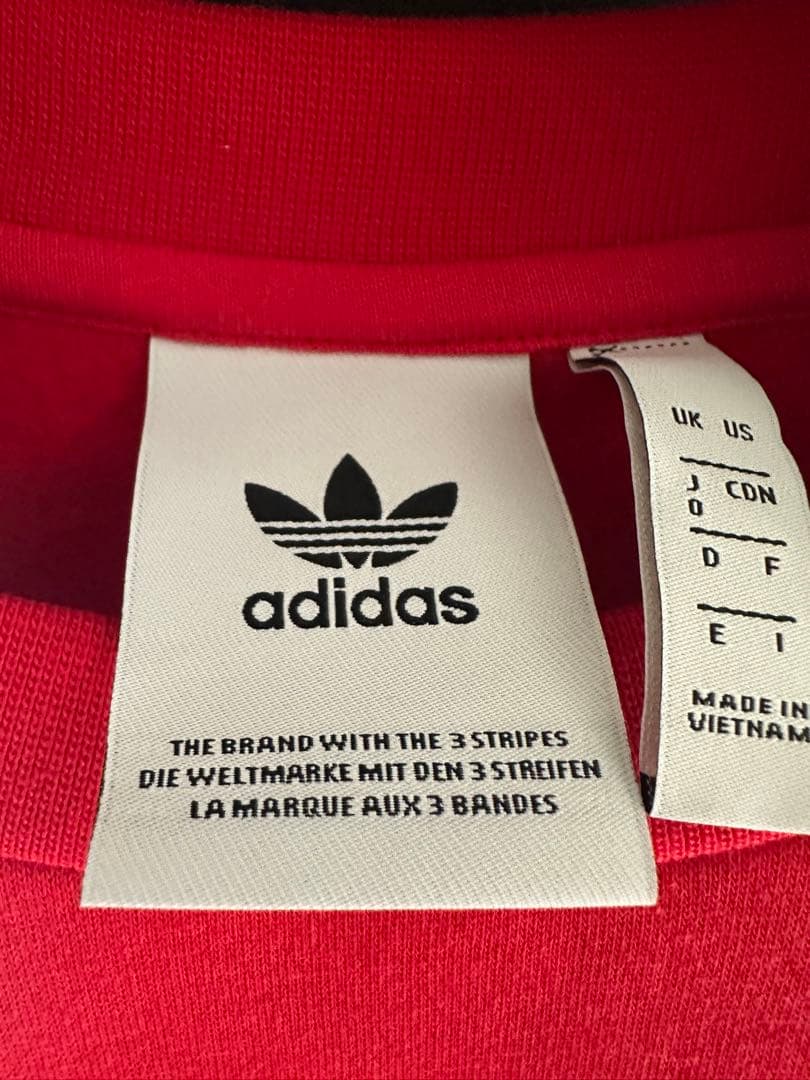 adidas
THE BRAND WITH THE 3 STRIPES
DIE WELTMARKE MIT DEN 3 STREIFEN
LA MARQUE AUX 3 BANDES
UK US
J CDN
O
D F
E I
MADE IN
VIETNAM